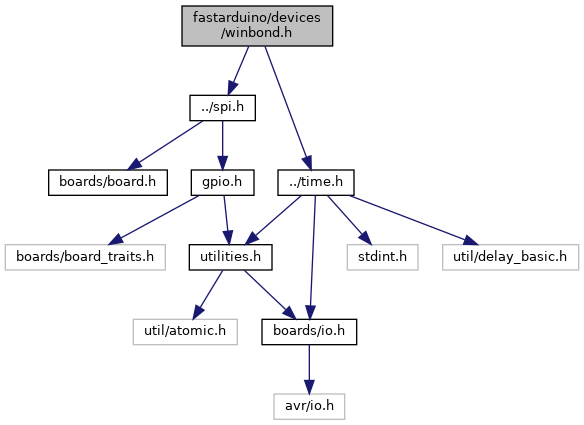 fastarduino/devices
/winbond.h
../spi.h
boards/board.h
gpio.h
../time.h
boards/board_traits.h
utilities.h
stdint.h
util/delay_basic.h
util/atomic.h
boards/io.h
avr/io.h